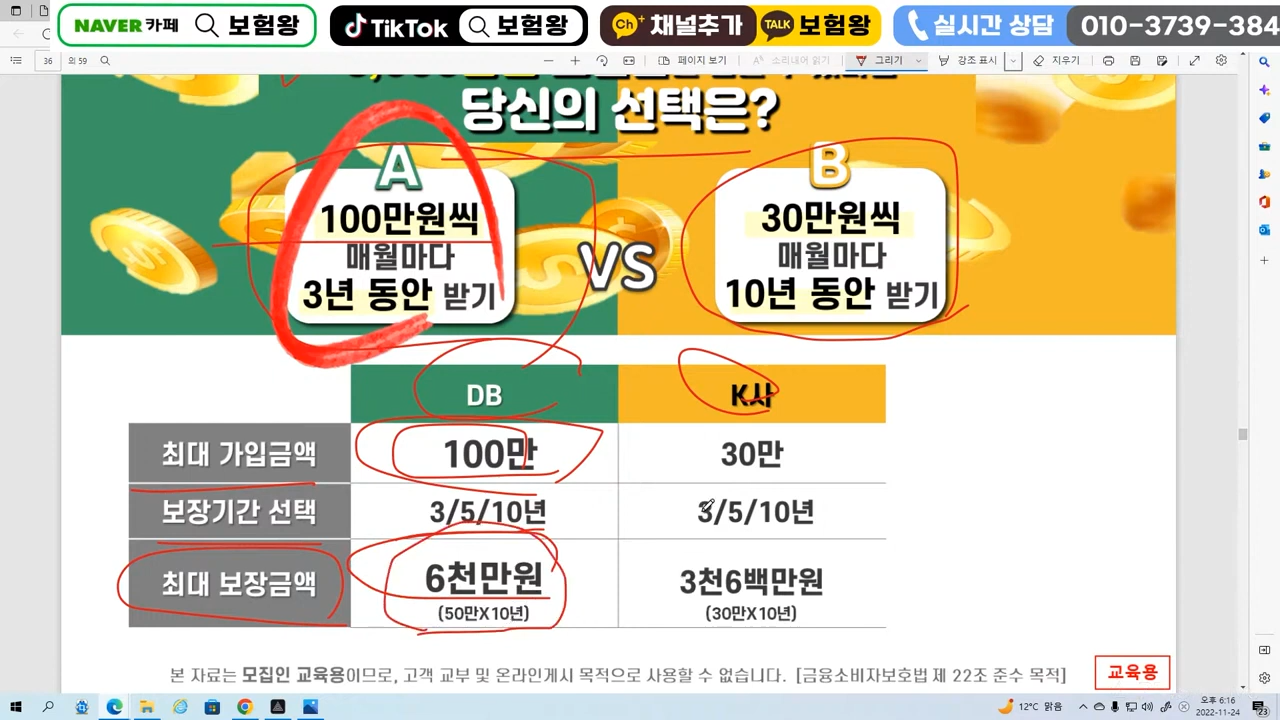 NAVER 카페 보험왕 TikTok 보험왕 Ch+ 채널추가 TALK 보험왕 실시간 상담 010-3739-384
36 의 59 페이지 보기 소리내어 읽기 그리기 강조 표시 지우기
당신의 선택은?
A B
100만원씩 30만원씩
매월마다 VS 매월마다
3년 동안 받기 10년 동안 받기
DB K사
최대 가입금액 100만 30만
보장기간 선택 3/5/10년 3/5/10년
최대 보장금액 6천만원 3천6백만원
(50만X10년) (30만X10년)
본 자료는 모집인 교육용이므로, 고객 교부 및 온라인게시 목적으로 사용할 수 없습니다. [금융소비자보호법 제 22조 준수 목적] 교육용
12°C 맑음 오후 6:16
2022-11-24 23